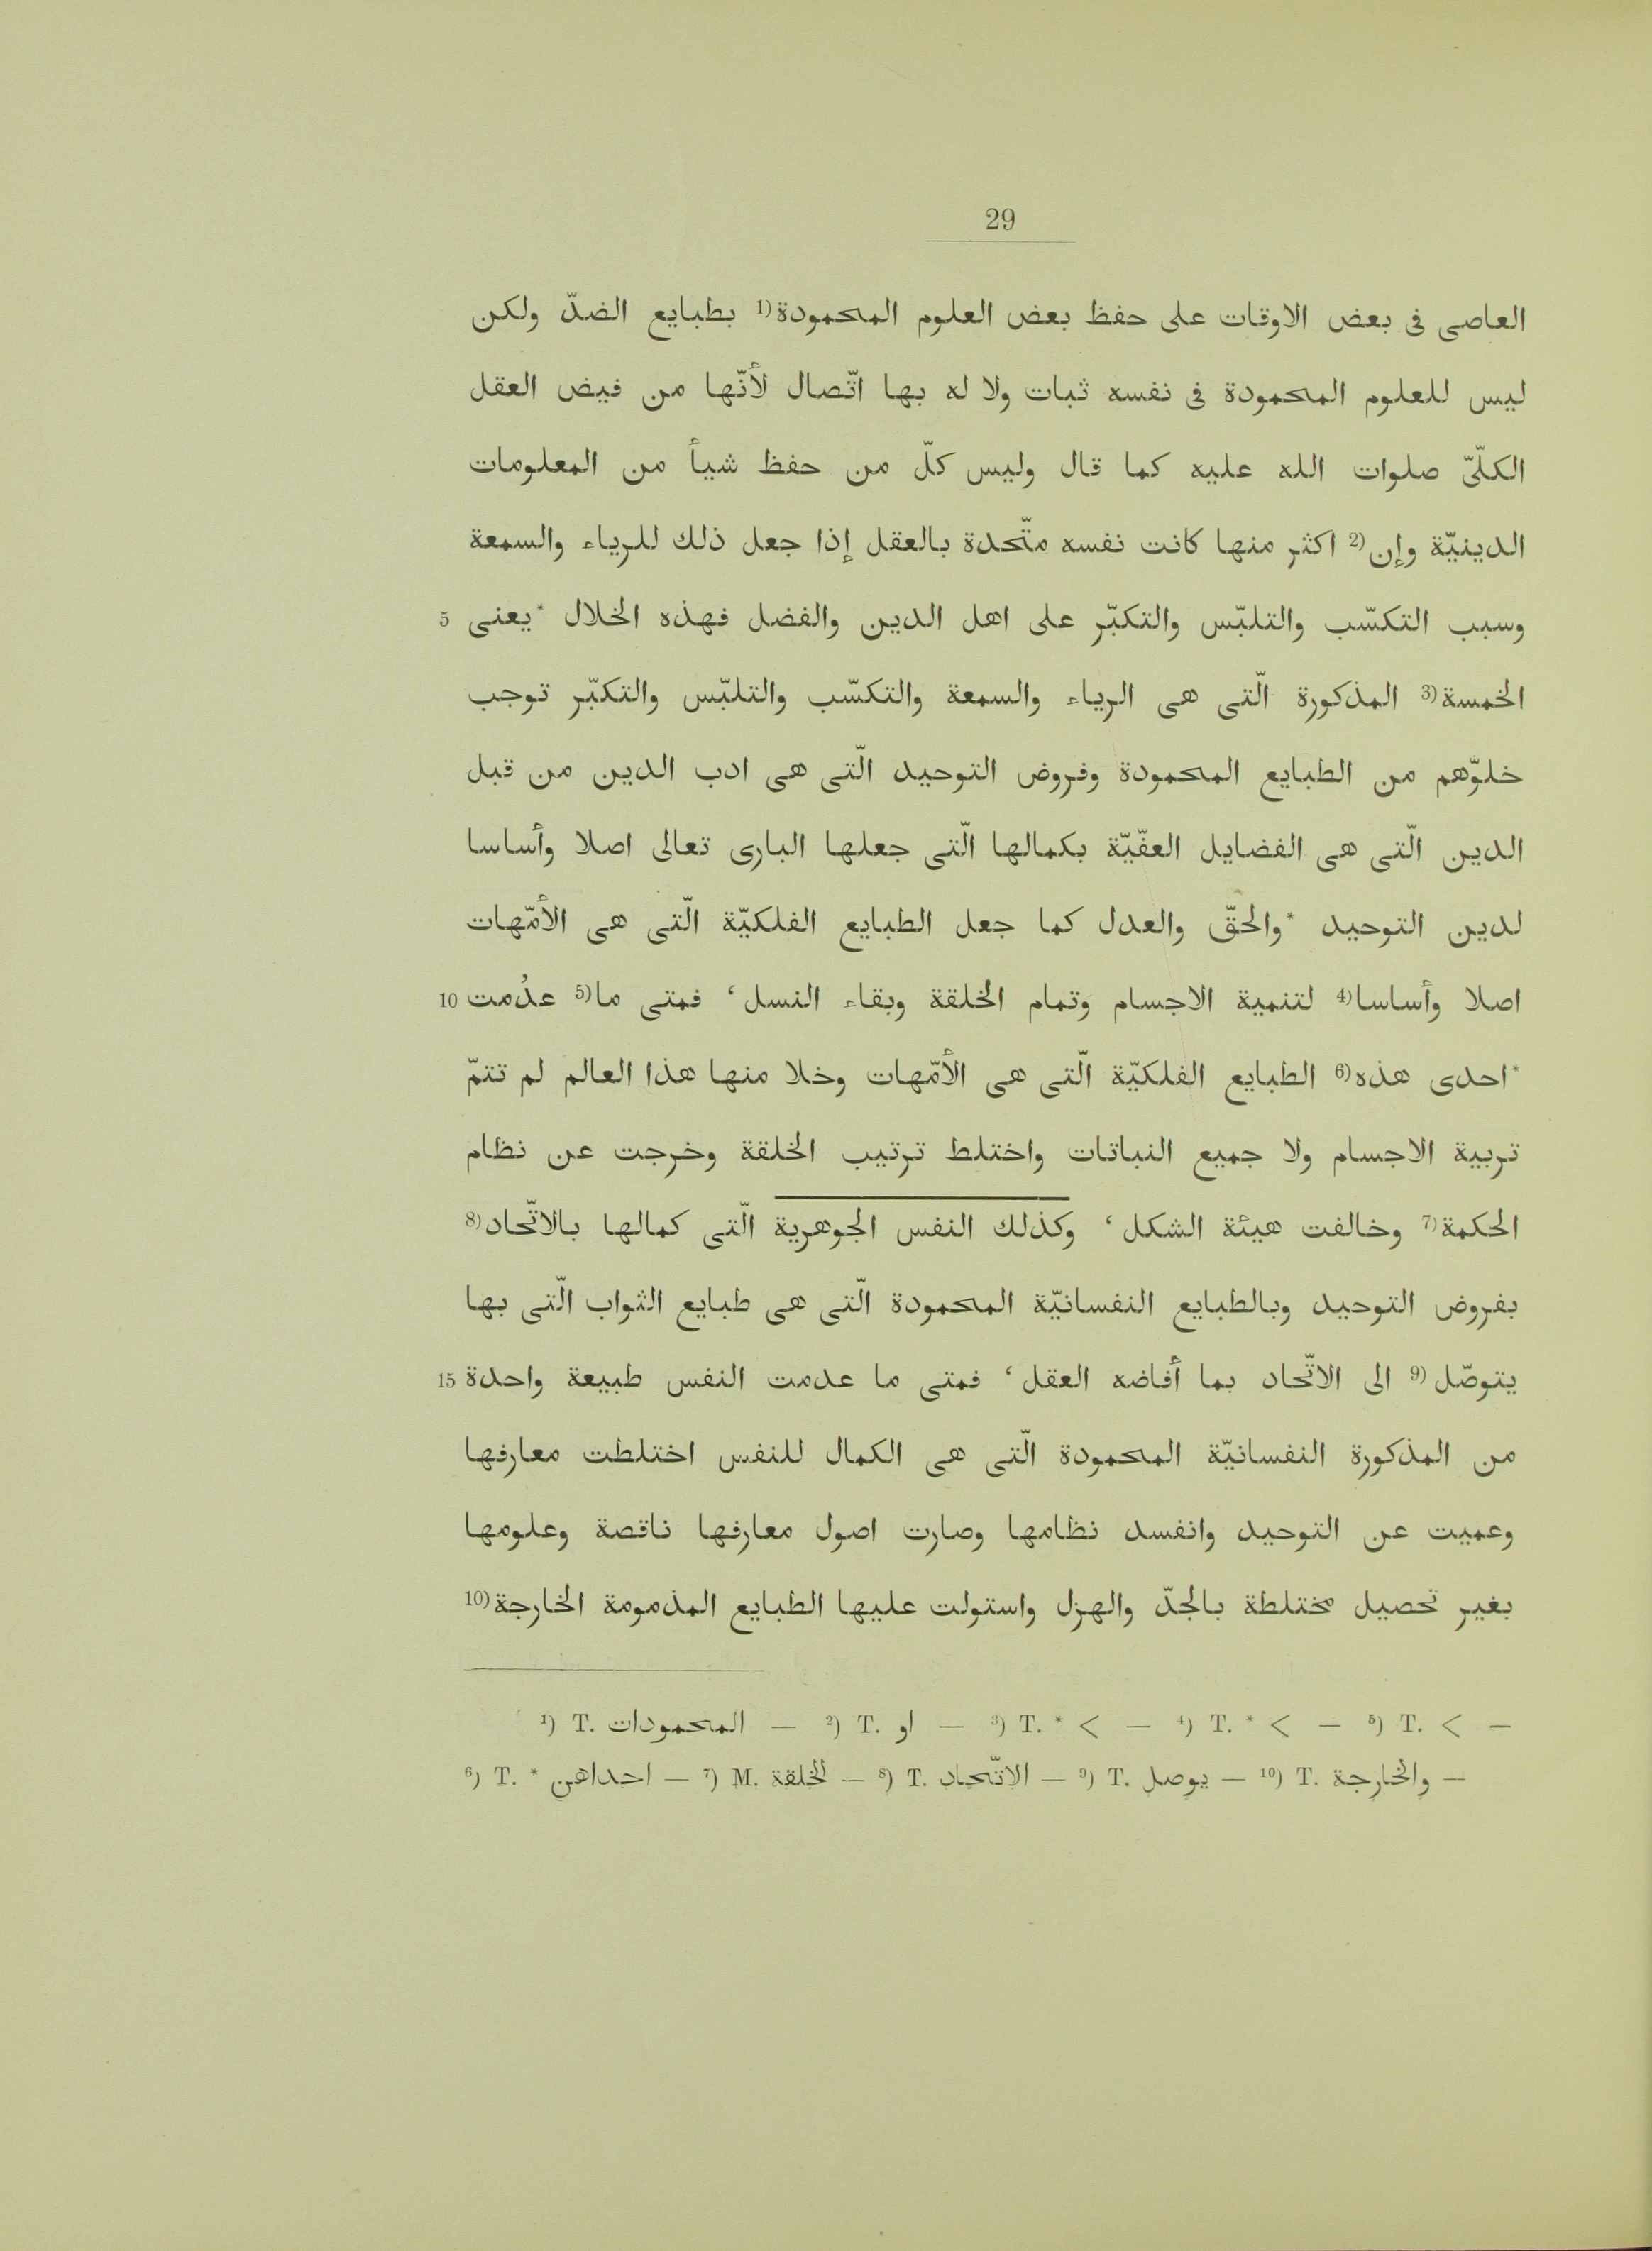 29
العاصى فى بعض الاوقات على حفظ بعض العلوم المحمودة(1 بطبايع الضدّ ولكن
ليس للعلوم المحمودة فى نفسه ثبات ولا له بها اتّصال لأنّها من فيض العقل
الكلّىّ صلوات الله عليه كما قال وليس كلّ من حفظ شيأ من المعلومات
الدينيّة وإن(2 اكثر منها كانت نفسه متّحدة بالعقل إذا جعل ذلك للرياء والسمعة
وسبب التكسّب والتلبّس والتكبّر على اهل الدين والفضل فهذه الخلال *يعنى 5
الخمسة(3 المذكورة الّتى هى الرياء والسمعة والتكسّب والتلبّس والتكبّر توجب
خلوّهم من الطبايع المحمودة وفروض التوحيد الّتى هى ادب الدين من قبل
الدين الّتى هى الفضايل العفّيّة بكمالها الّتى جعلها البارى تعالى اصلا وأساسا
لدين التوحيد *والحقّ والعدل كما جعل الطبايع الفلكيّة الّتى هى الأمّهات
اصلا وأساسا(4 لتنمية الاجسام وتمام الخلقة وبقاء النسل، فمتى ما(5 عدُمت 10
*احدى هذه(6 الطبايع الفلكيّة الّتى هى الأمّهات وخلا منها هذا العالم لم تتمّ
تربية الاجسام ولا جميع النباتات واختلط ترتيب الخلقة وخرجت عن نظام
الحكمة(7 وخالفت هيئة الشكل، وكذلك النفس الجوهرية الّتى كمالها بالاتّحاد(8
بفروض التوحيد وبالطبايع النفسانيّة المحمودة الّتى هى طبايع الثواب الّتى بها
يتوصّل(9 الى الاتّحاد بما أفاضه العقل، فمتى ما عدمت النفس طبيعة واحدة 15
من المذكورة النفسانيّة المحمودة الّتى هى الكمال للنفس اختلطت معارفها
وعميت عن التوحيد وانفسد نظامها وصارت اصول معارفها ناقصة وعلومها
بغير تحصيل مختلطة بالجدّ والهزل واستولت عليها الطبايع المذمومة الخارجة(10
1) T. المحمودات — 2) T. او — 3) T. * < — 4) T. * < — 5) T. < —
6) T. * احداهن — 7) M. الخلقة — 8) T. الاتّحاد — 9) T. يوصل — 10) T. والخارجة —